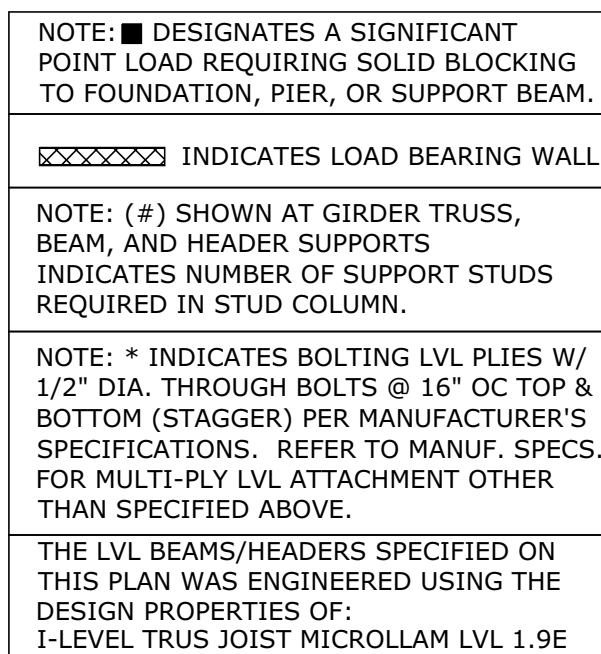 NOTE: ■ DESIGNATES A SIGNIFICANT
POINT LOAD REQUIRING SOLID BLOCKING
TO FOUNDATION, PIER, OR SUPPORT BEAM.
INDICATES LOAD BEARING WALL
NOTE: (#) SHOWN AT GIRDER TRUSS,
BEAM, AND HEADER SUPPORTS
INDICATES NUMBER OF SUPPORT STUDS
REQUIRED IN STUD COLUMN.
NOTE: * INDICATES BOLTING LVL PLIES W/
1/2" DIA. THROUGH BOLTS @ 16" OC TOP &
BOTTOM (STAGGER) PER MANUFACTURER'S
SPECIFICATIONS. REFER TO MANUF. SPECS.
FOR MULTI-PLY LVL ATTACHMENT OTHER
THAN SPECIFIED ABOVE.
THE LVL BEAMS/HEADERS SPECIFIED ON
THIS PLAN WAS ENGINEERED USING THE
DESIGN PROPERTIES OF:
I-LEVEL TRUS JOIST MICROLLAM LVL 1.9E